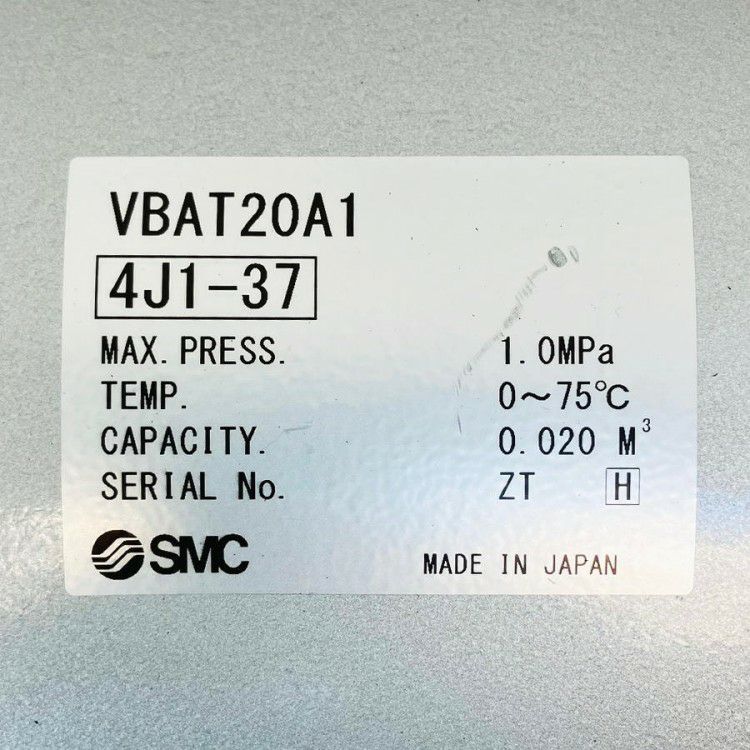 VBAT20A1
4J1-37
MAX. PRESS. 1.0MPa
TEMP. 0~75℃
CAPACITY. 0.020 M³
SERIAL No. ZT H
SMC MADE IN JAPAN